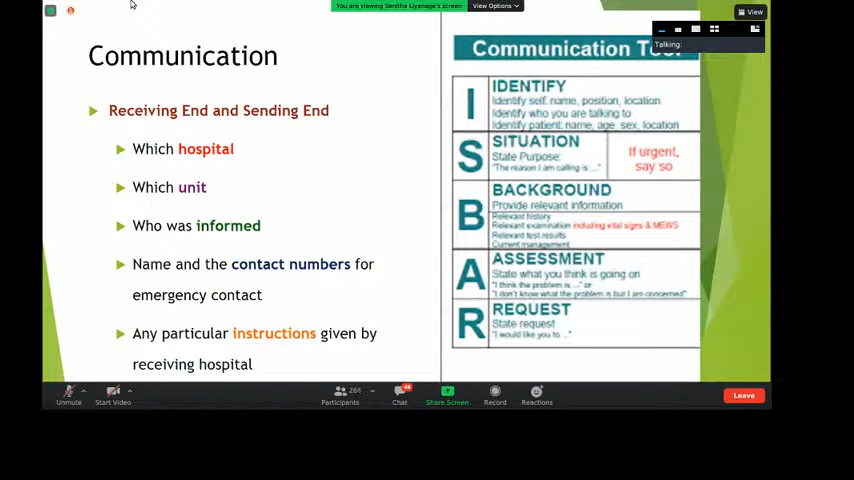 You are viewing Senitha Liyanage's screen
View Options
View
Talking:
Communication
Receiving End and Sending End
Which hospital
Which unit
Who was informed
Name and the contact numbers for
emergency contact
Any particular instructions given by
receiving hospital
Communication To
I
IDENTIFY
Identify self: name, position, location
Identify who you are talking to
Identify patient: name, age, sex, location
S
SITUATION
State Purpose:
"The reason I am calling is ..."
If urgent,
say so
B
BACKGROUND
Provide relevant information
Relevant history
Relevant examination including vital signs & MEWS
Relevant test results
Current management
A
ASSESSMENT
State what you think is going on
"I think the problem is ..." or
"I don't know what the problem is but I am concerned"
R
REQUEST
State request
"I would like you to ..."
Unmute
Start Video
Participants
Chat
Share Screen
Record
Reactions
Leave